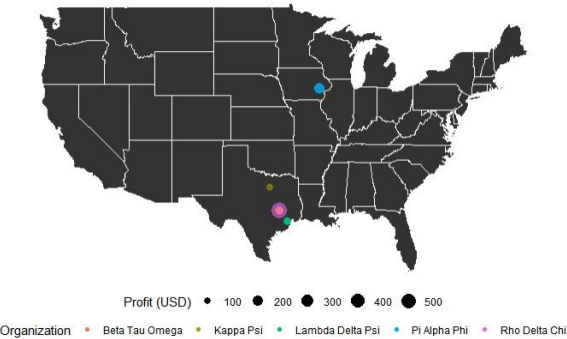 Profit (USD) 100 200 300 400 500
Organization Beta Tau Omega Kappa Psi Lambda Delta Psi Pi Alpha Phi Rho Delta Chi